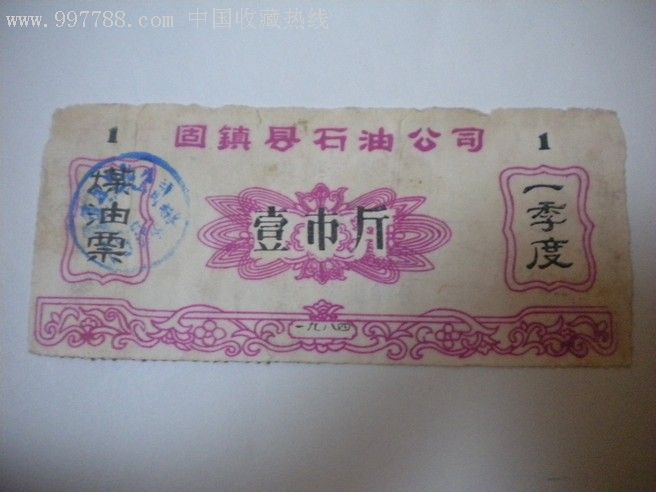 www.997788.com 中国收藏热线
1 固鎮县石油公司 1
煤油票
壹市斤
一季度
一九八四